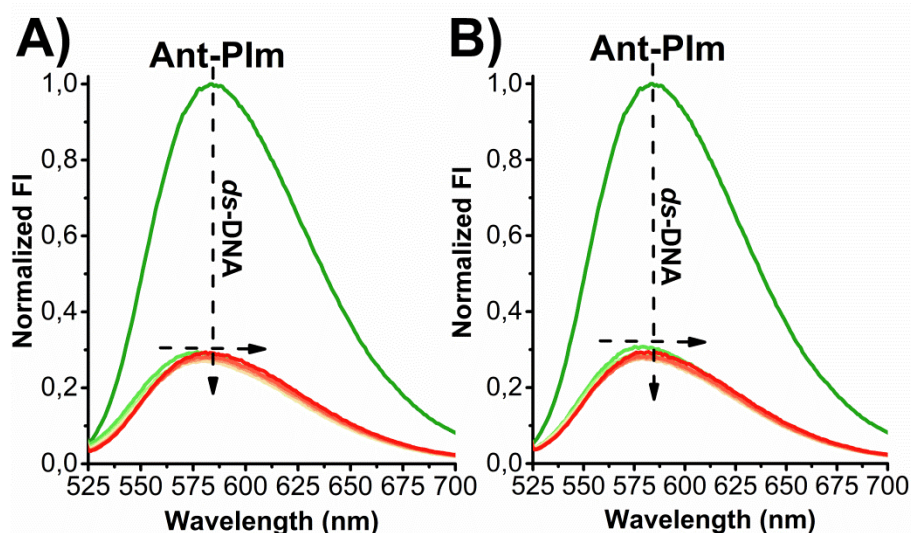 A)
Ant-PIm
1,0
0,8
0,6
0,4
0,2
0,0
Normalized FI
ds-DNA
525 550 575 600 625 650 675 700
Wavelength (nm)
B)
Ant-PIm
1,0
0,8
0,6
0,4
0,2
0,0
Normalized FI
ds-DNA
525 550 575 600 625 650 675 700
Wavelength (nm)